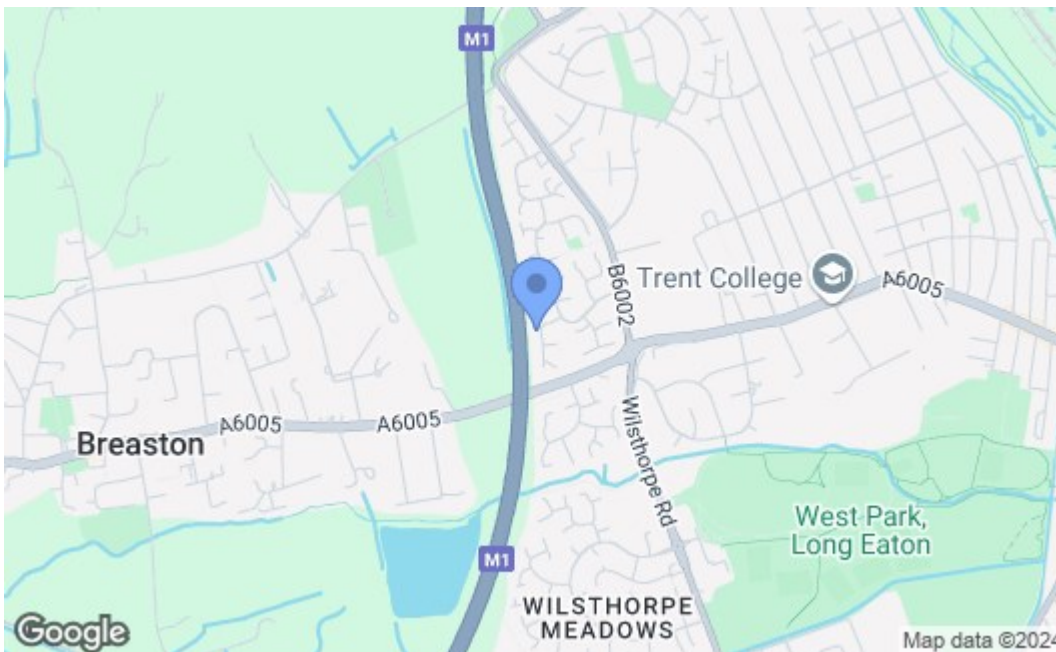 M1
B6002
Trent College
A6005
A6005
A6005
Breaston
Wilsthorpe Rd
West Park,
Long Eaton
M1
WILSTHORPE
MEADOWS
Google
Map data ©2024